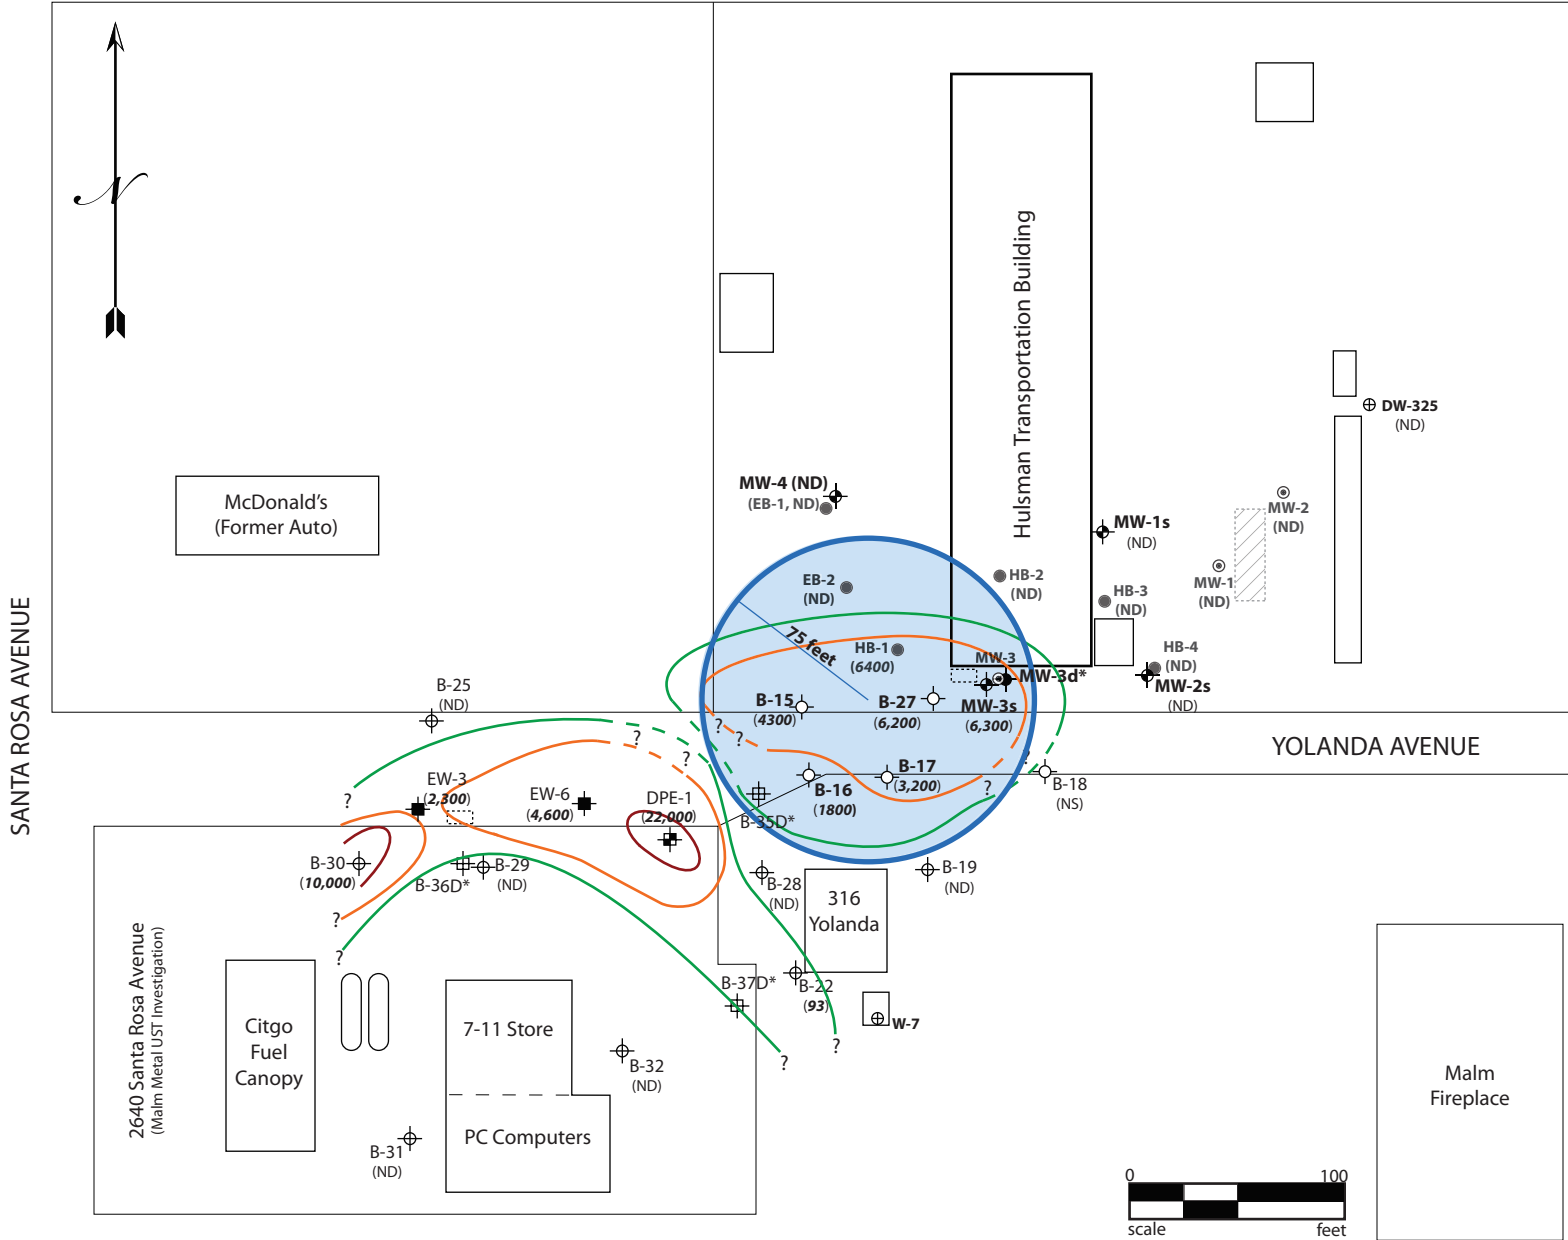 N
Hulsman Transportation Building
DW-325
(ND)
McDonald's
(Former Auto)
MW-4 (ND)
(EB-1, ND)
MW-2
(ND)
MW-1s
(ND)
MW-1
(ND)
EB-2
(ND)
HB-2
(ND)
HB-3
(ND)
75 feet
HB-1
(6400)
MW-3
MW-3d*
HB-4
(ND)
MW-2s
(ND)
SANTA ROSA AVENUE
B-25
(ND)
B-15
(4300)
B-27
(6,200)
MW-3s
(6,300)
?
?
?
?
?
YOLANDA AVENUE
EW-3
(2,300)
?
EW-6
(4,600)
DPE-1
(22,000)
B-16
(1800)
B-17
(3,200)
?
B-18
(NS)
B-35D*
B-30
(10,000)
B-36D*
B-29
(ND)
B-28
(ND)
B-19
(ND)
316
Yolanda
?
?
2640 Santa Rosa Avenue
(Malm Metal UST Investigation)
B-37D*
B-22
(93)
W-7
?
?
Citgo
Fuel
Canopy
7-11 Store
B-32
(ND)
PC Computers
B-31
(ND)
Malm
Fireplace
0 100
scale feet